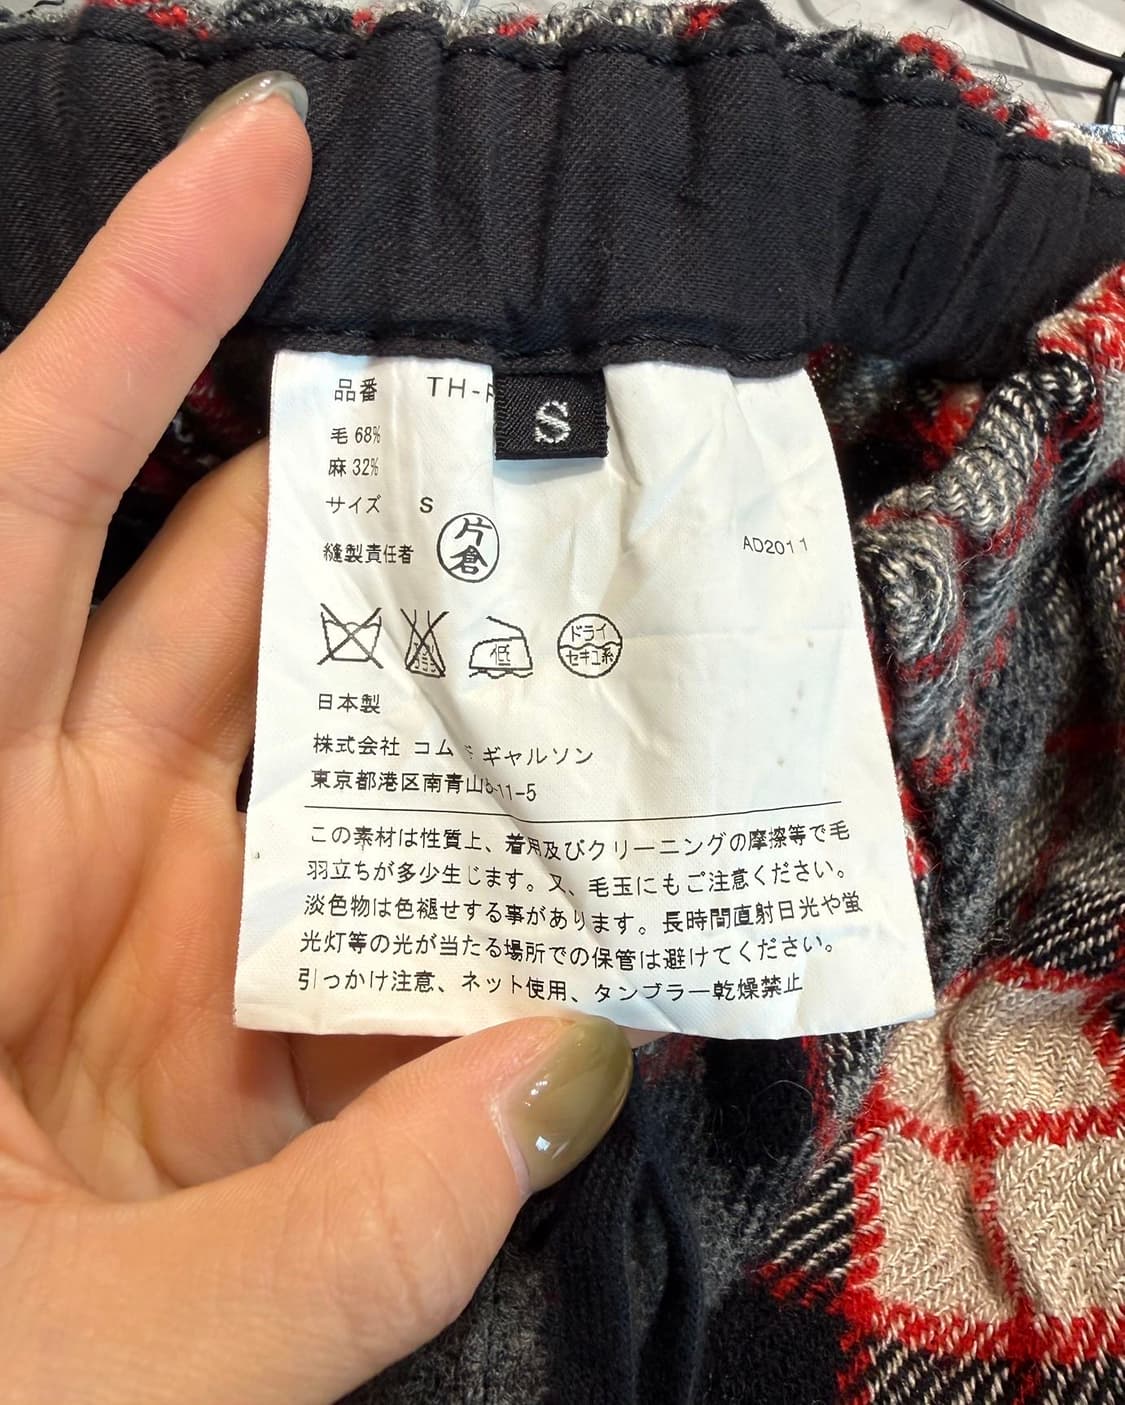 品番 TH-P
S
毛 68%
麻 32%
サイズ S
縫製責任者 片倉
AD2011
低
ドライ
セキユ系
日本製
株式会社 コム ギャルソン
東京都港区南青山5-11-5
この素材は性質上、着用及びクリーニングの摩擦等で毛
羽立ちが多少生じます。又、毛玉にもご注意ください。
淡色物は色褪せする事があります。長時間直射日光や蛍
光灯等の光が当たる場所での保管は避けてください。
引っかけ注意、ネット使用、タンブラー乾燥禁止